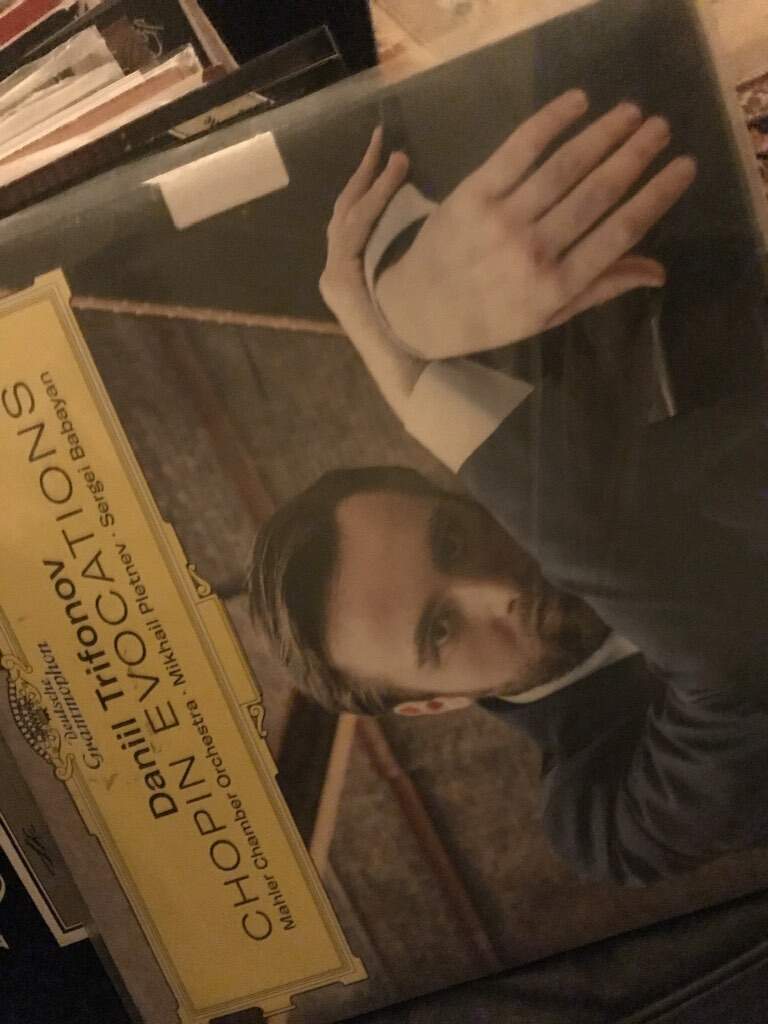 Deutsche
Grammophon
Daniil Trifonov
CHOPIN EVOCATIONS
Mahler Chamber Orchestra · Mikhail Pletnev · Sergei Babayan